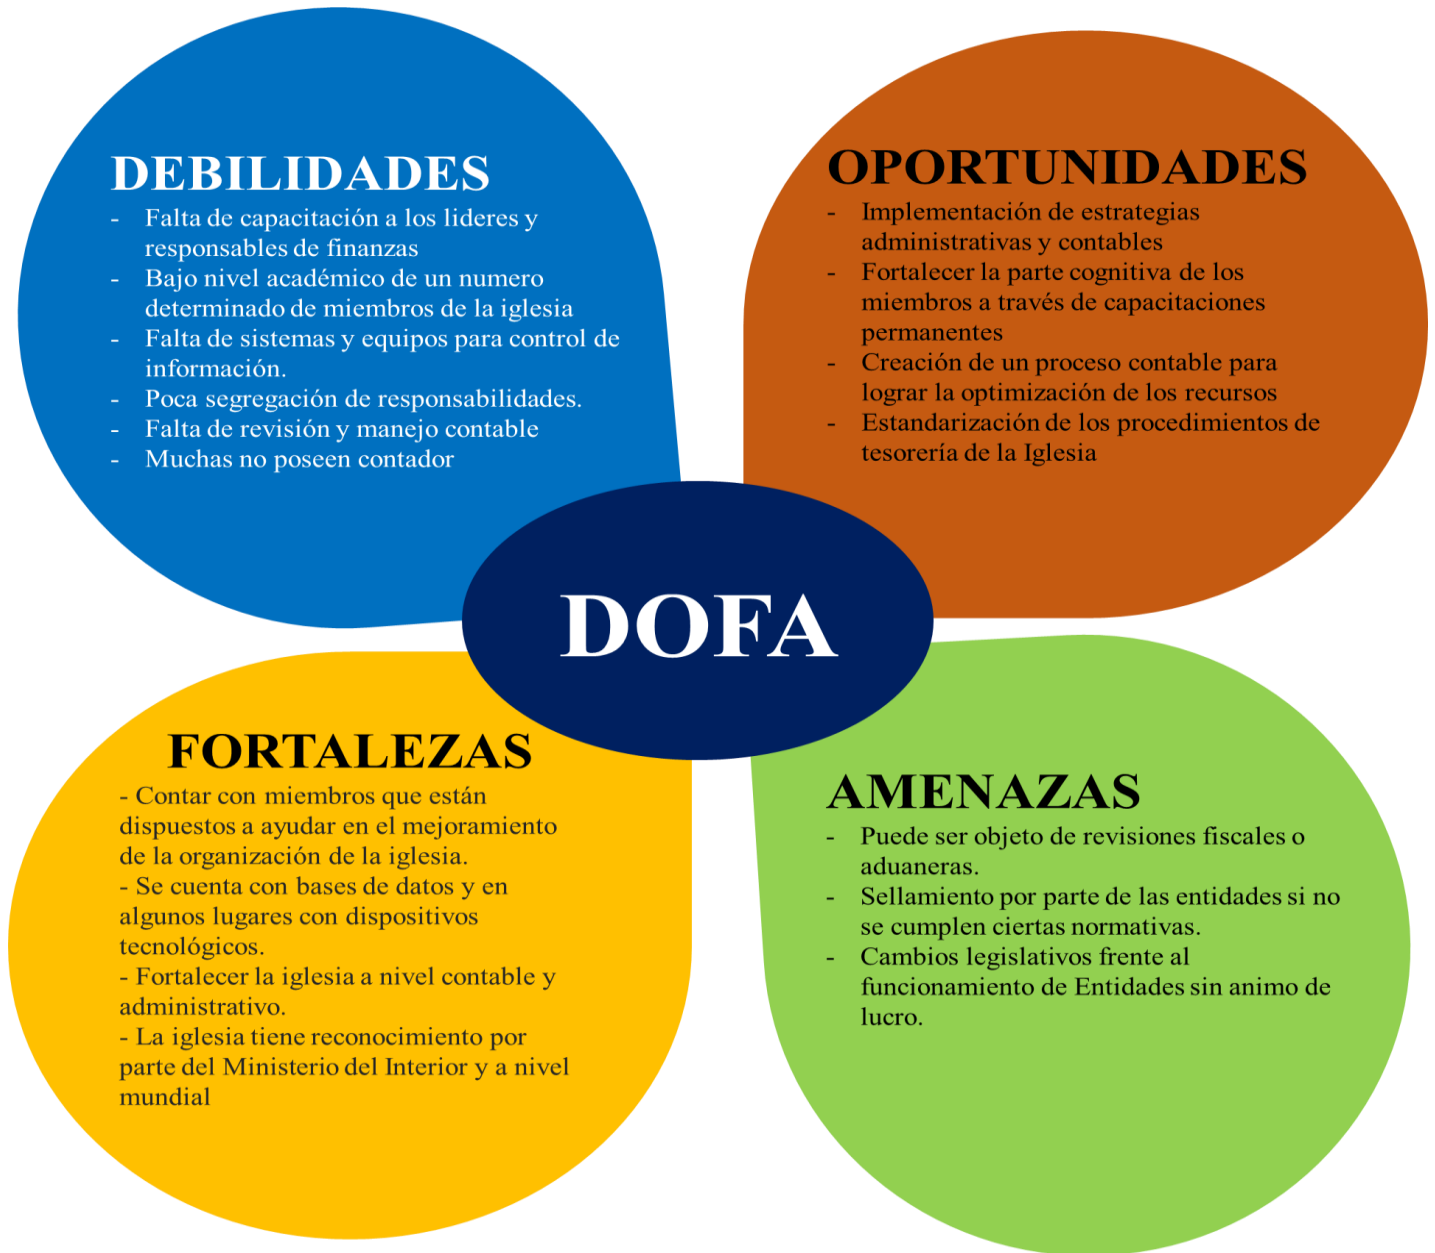 DEBILIDADES
- Falta de capacitación a los lideres y
responsables de finanzas
- Bajo nivel académico de un numero
determinado de miembros de la iglesia
- Falta de sistemas y equipos para control de
información.
- Poca segregación de responsabilidades.
- Falta de revisión y manejo contable
- Muchas no poseen contador
OPORTUNIDADES
- Implementación de estrategias
administrativas y contables
- Fortalecer la parte cognitiva de los
miembros a través de capacitaciones
permanentes
- Creación de un proceso contable para
lograr la optimización de los recursos
- Estandarización de los procedimientos de
tesorería de la Iglesia
DOFA
FORTALEZAS
- Contar con miembros que están
dispuestos a ayudar en el mejoramiento
de la organización de la iglesia.
- Se cuenta con bases de datos y en
algunos lugares con dispositivos
tecnológicos.
- Fortalecer la iglesia a nivel contable y
administrativo.
- La iglesia tiene reconocimiento por
parte del Ministerio del Interior y a nivel
mundial
AMENAZAS
- Puede ser objeto de revisiones fiscales o
aduaneras.
- Sellamiento por parte de las entidades si no
se cumplen ciertas normativas.
- Cambios legislativos frente al
funcionamiento de Entidades sin animo de
lucro.